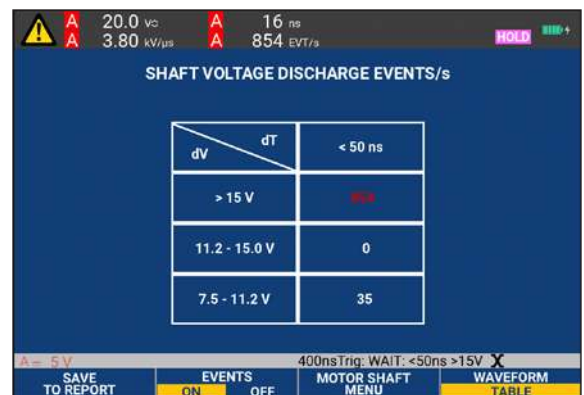 A 20.0 vc A 16 ns
A 3.80 kV/µs A 854 EVT/s HOLD
SHAFT VOLTAGE DISCHARGE EVENTS/s
dT
dV < 50 ns
> 15 V 854
11.2 - 15.0 V 0
7.5 - 11.2 V 35
A 5 V 400nsTrig: WAIT: <50ns >15V X
SAVE TO REPORT EVENTS ON OFF MOTOR SHAFT MENU WAVEFORM TABLE